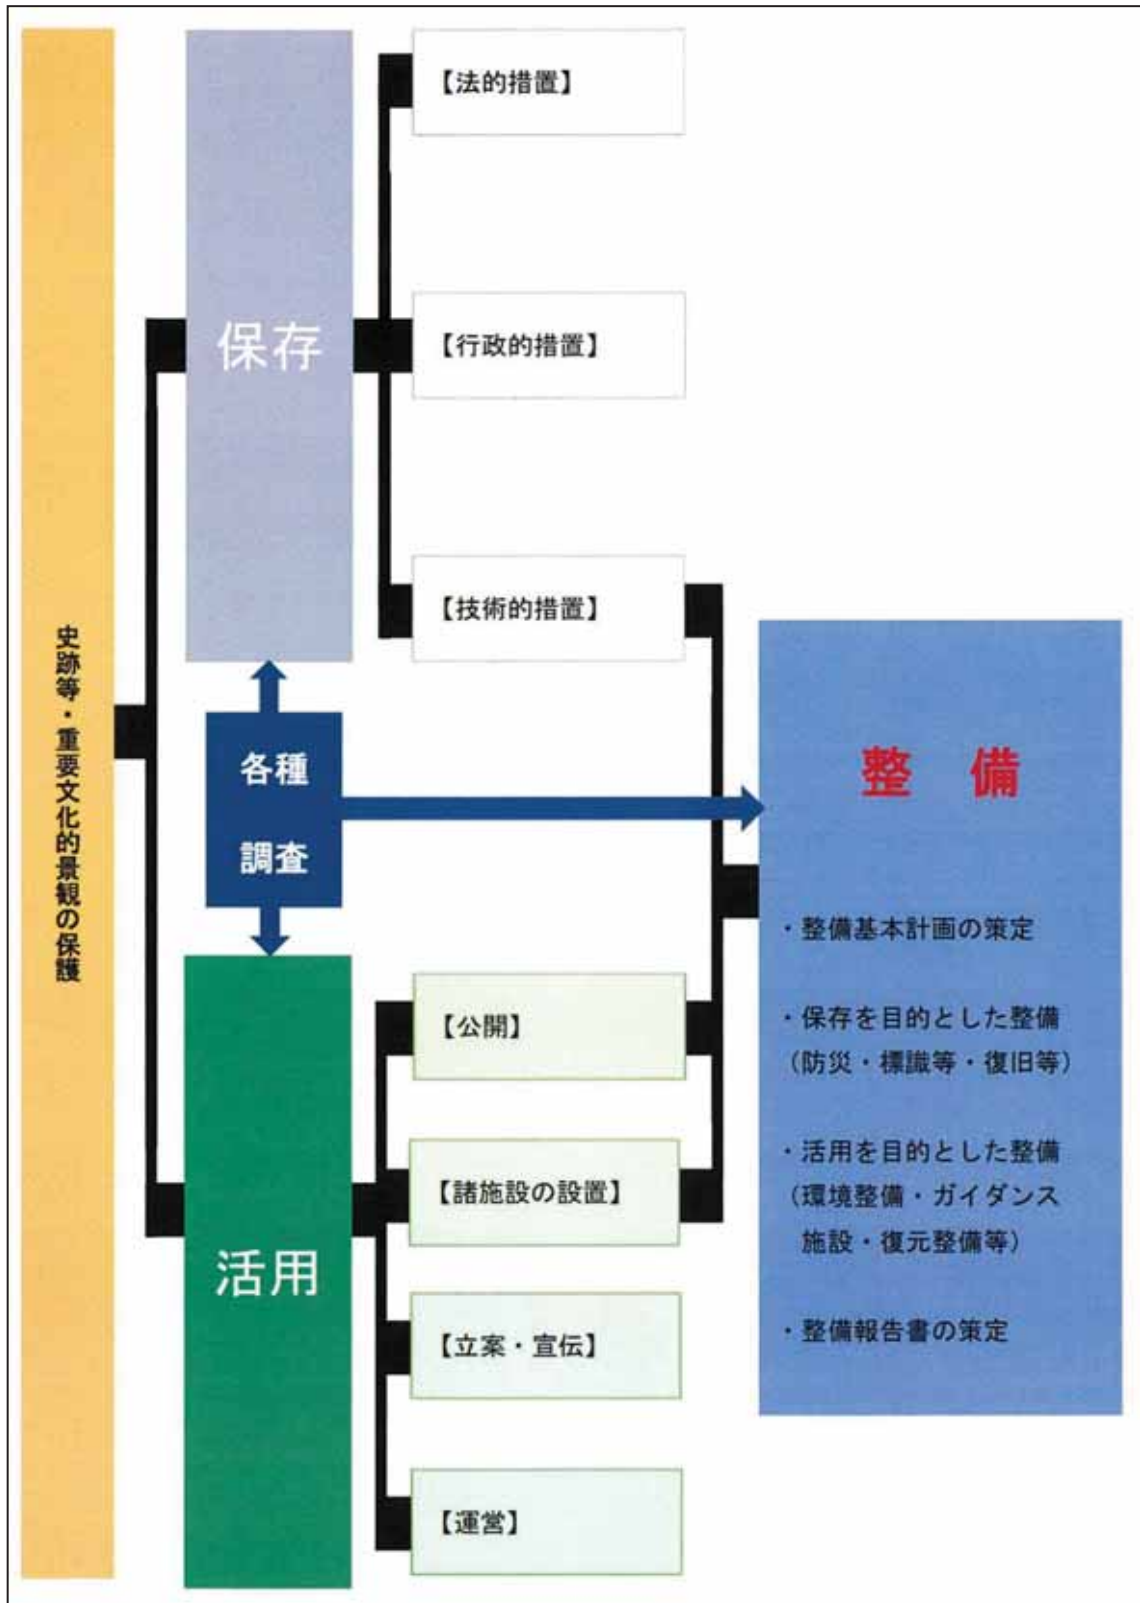 史跡等・重要文化的景観の保護
保存
【法的措置】
【行政的措置】
【技術的措置】
各種
調査
活用
【公開】
【諸施設の設置】
【立案・宣伝】
【運営】
整　備
・整備基本計画の策定
・保存を目的とした整備
（防災・標識等・復旧等）
・活用を目的とした整備
（環境整備・ガイダンス
施設・復元整備等）
・整備報告書の策定